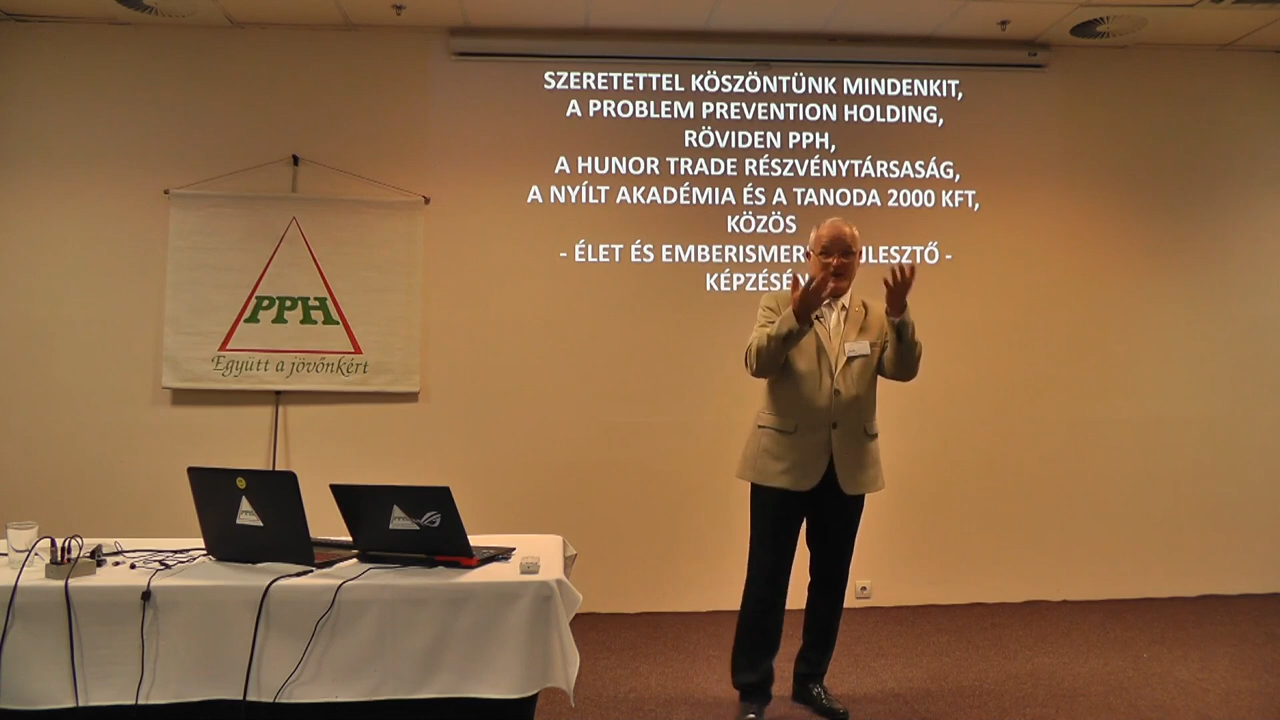 SZERETETTEL KÖSZÖNTÜNK MINDENKIT,
A PROBLEM PREVENTION HOLDING,
RÖVIDEN PPH,
A HUNOR TRADE RÉSZVÉNYTÁRSASÁG,
A NYÍLT AKADÉMIA ÉS A TANODA 2000 KFT,
KÖZÖS
- ÉLET ÉS -
PPH
Együtt a jövőnkért